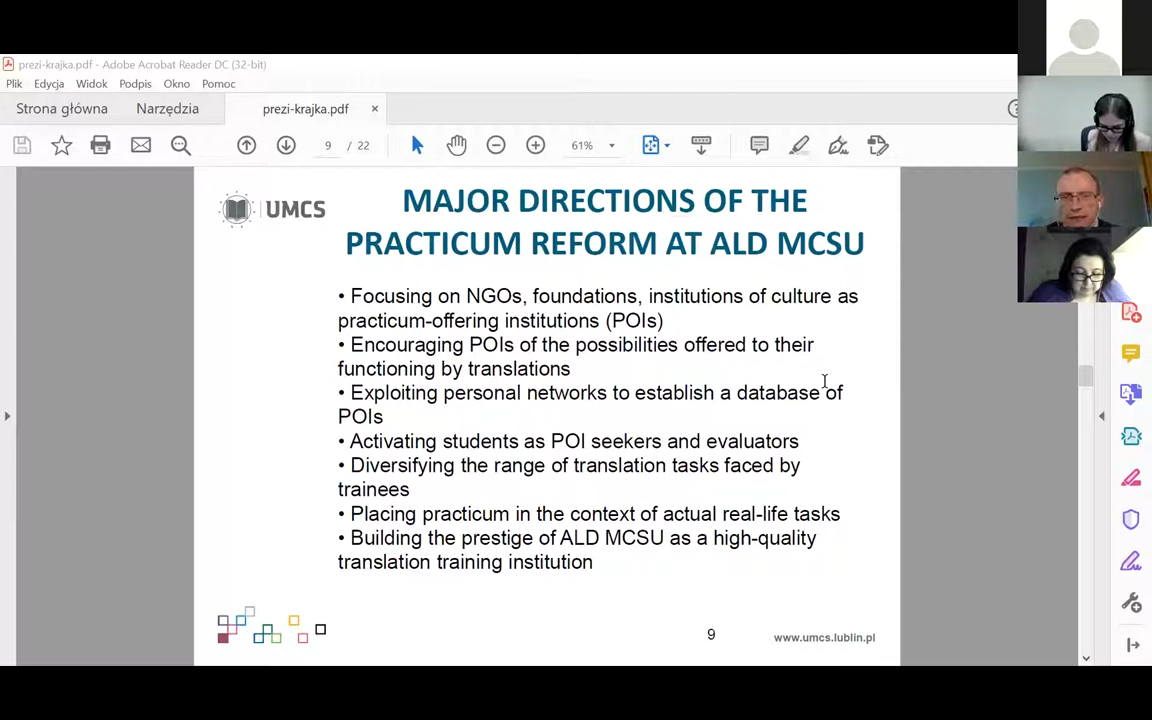 prezi-krajka.pdf - Adobe Acrobat Reader DC (32-bit)
Plik Edycja Widok Podpis Okno Pomoc
Strona główna Narzędzia prezi-krajka.pdf ×
9 / 22 61%
UMCS
MAJOR DIRECTIONS OF THE
PRACTICUM REFORM AT ALD MCSU
• Focusing on NGOs, foundations, institutions of culture as
practicum-offering institutions (POIs)
• Encouraging POIs of the possibilities offered to their
functioning by translations
• Exploiting personal networks to establish a database of
POIs
• Activating students as POI seekers and evaluators
• Diversifying the range of translation tasks faced by
trainees
• Placing practicum in the context of actual real-life tasks
• Building the prestige of ALD MCSU as a high-quality
translation training institution
9
www.umcs.lublin.pl